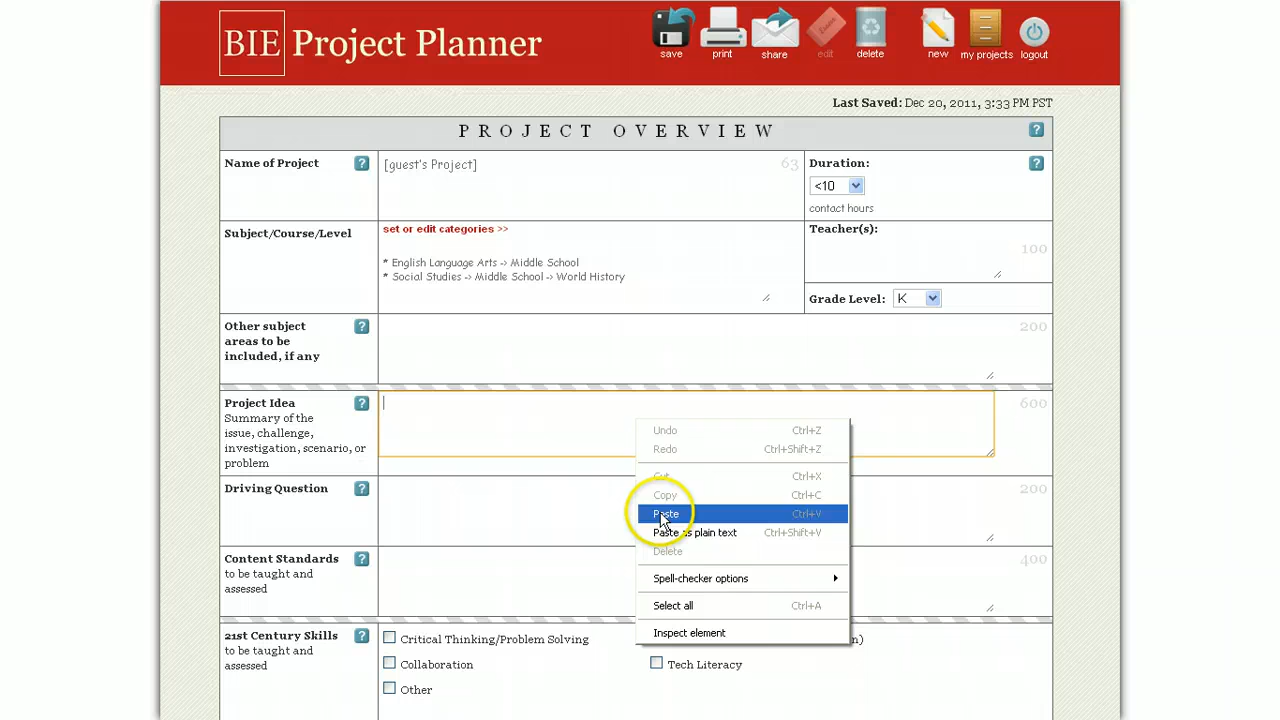 BIE Project Planner
save
print
share
edit
delete
new
my projects
logout
Last Saved: Dec 20, 2011, 3:33 PM PST
PROJECT OVERVIEW
?
Name of Project
?
[guest's Project]
63
Duration:
?
<10
contact hours
Subject/Course/Level
set or edit categories >>
* English Language Arts -> Middle School
* Social Studies -> Middle School -> World History
Teacher(s):
100
Grade Level:
K
Other subject
areas to be
included, if any
?
200
Project Idea
?
Summary of the
issue, challenge,
investigation, scenario, or
problem
600
Undo Ctrl+Z
Redo Ctrl+Shift+Z
Cut Ctrl+X
Copy Ctrl+C
Paste Ctrl+V
Paste as plain text Ctrl+Shift+V
Delete
Spell-checker options
Select all Ctrl+A
Inspect element
Driving Question
?
200
Content Standards
?
to be taught and
assessed
400
21st Century Skills
?
to be taught and
assessed
Critical Thinking/Problem Solving
n)
Collaboration
Tech Literacy
Other